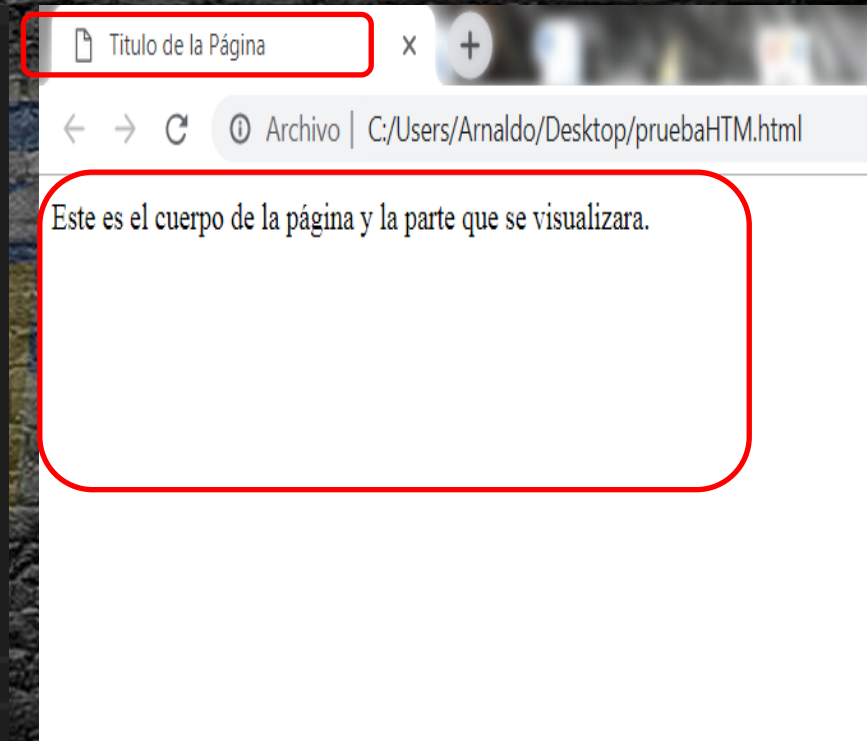 Titulo de la Página
Archivo | C:/Users/Arnaldo/Desktop/pruebaHTM.html
Este es el cuerpo de la página y la parte que se visualizara.